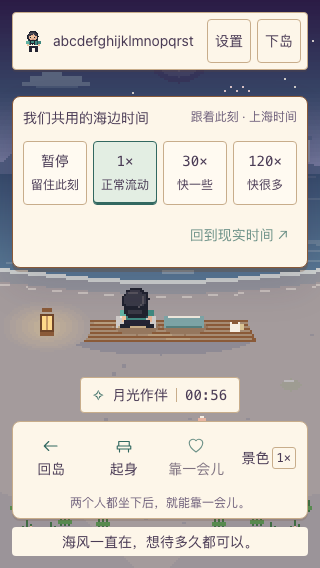 abcdefghijklmnopqrst 设置 下岛
我们共用的海边时间 跟着此刻 · 上海时间
暂停 1× 30× 120×
留住此刻 正常流动 快一些 快很多
回到现实时间 ↗
✧ 月光作伴 | 00:56
回岛 起身 靠一会儿 景色 1×
两个人都坐下后，就能靠一会儿。
海风一直在，想待多久都可以。